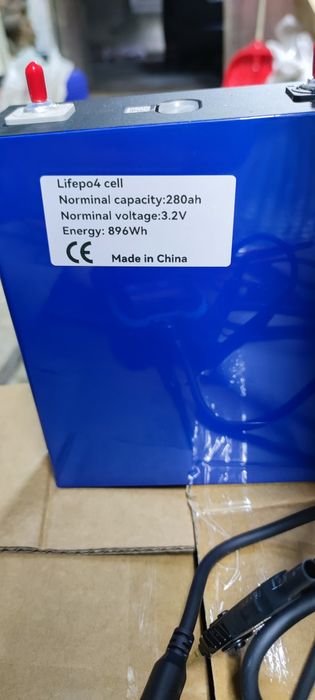 Lifepo4 cell
Norminal capacity:280ah
Norminal voltage:3.2V
Energy: 896Wh
CE Made in China